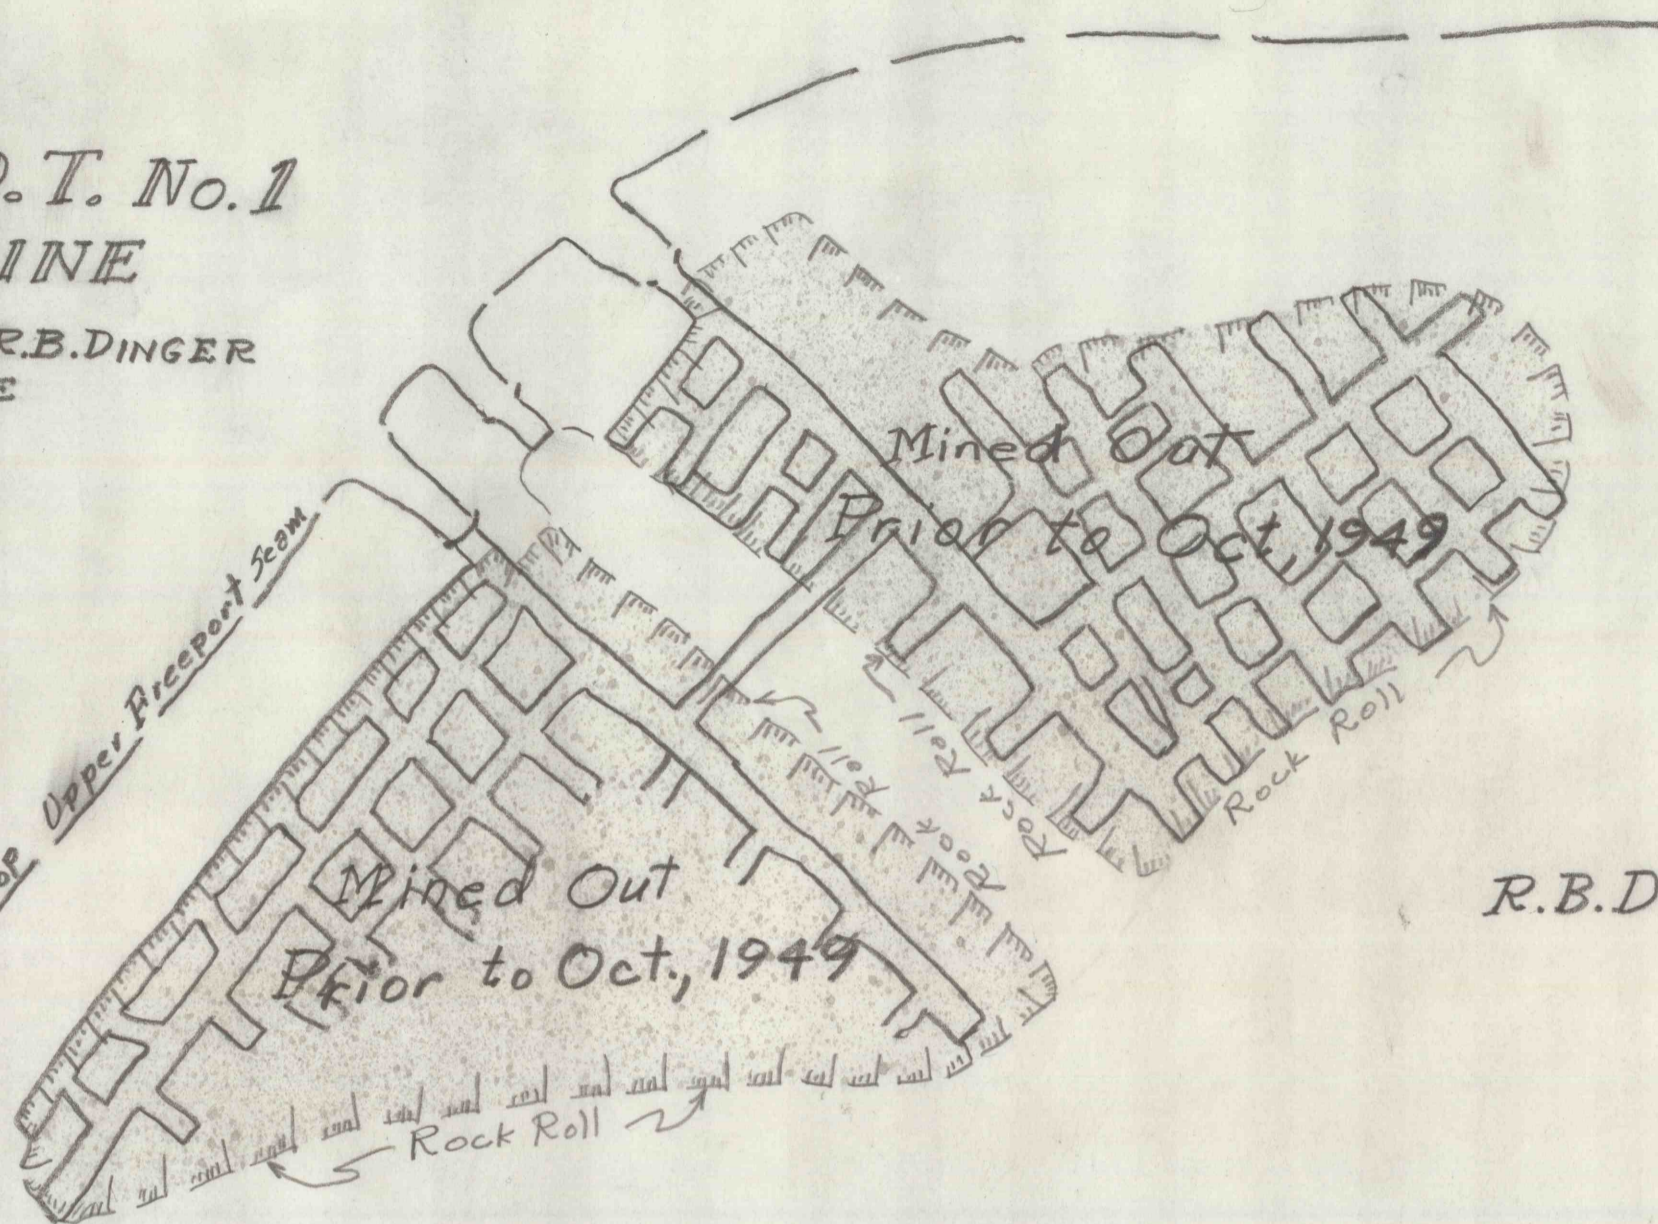 .T. No.1
INE
R.B.DINGER
E
Upper Freeport Seam
op
Mined Out
Prior to Oct, 1949
Rock Roll
Rock Roll
Rock Roll
Mined Out
Prior to Oct., 1949
Rock Roll
R.B.D